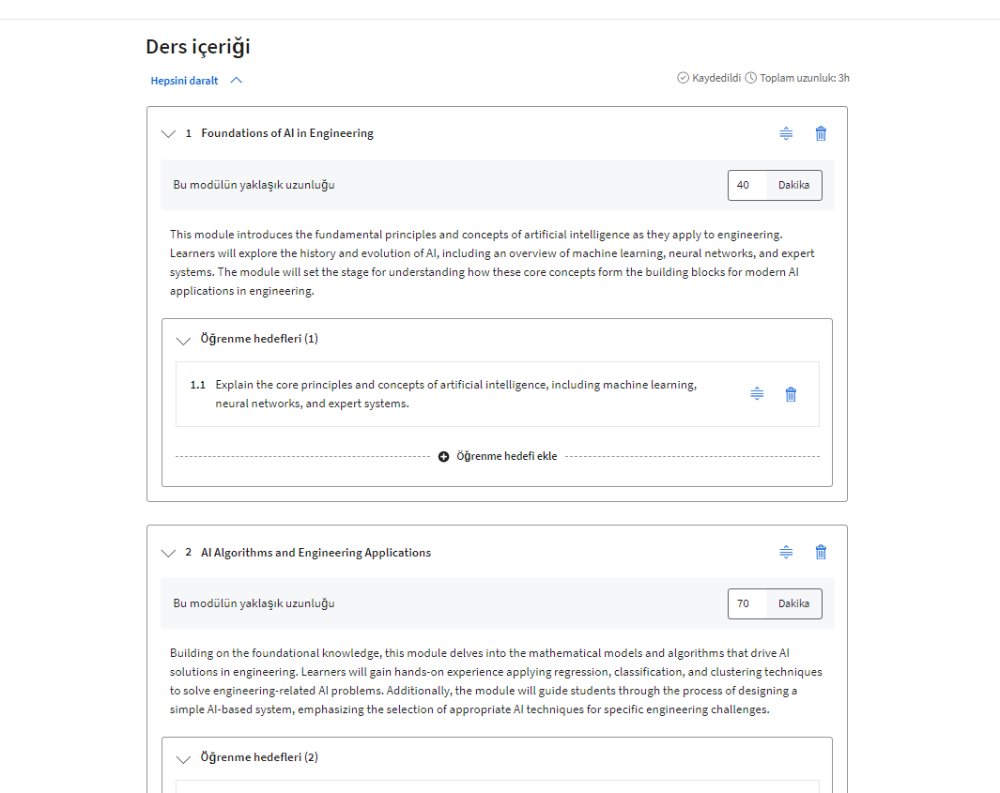 Ders içeriği
Hepsini daralt
Kaydedildi Toplam uzunluk: 3h
1 Foundations of AI in Engineering
Bu modülün yaklaşık uzunluğu
40 Dakika
This module introduces the fundamental principles and concepts of artificial intelligence as they apply to engineering.
Learners will explore the history and evolution of AI, including an overview of machine learning, neural networks, and expert
systems. The module will set the stage for understanding how these core concepts form the building blocks for modern AI
applications in engineering.
Öğrenme hedefleri (1)
1.1 Explain the core principles and concepts of artificial intelligence, including machine learning,
neural networks, and expert systems.
Öğrenme hedefi ekle
2 AI Algorithms and Engineering Applications
Bu modülün yaklaşık uzunluğu
70 Dakika
Building on the foundational knowledge, this module delves into the mathematical models and algorithms that drive AI
solutions in engineering. Learners will gain hands-on experience applying regression, classification, and clustering techniques
to solve engineering-related AI problems. Additionally, the module will guide students through the process of designing a
simple AI-based system, emphasizing the selection of appropriate AI techniques for specific engineering challenges.
Öğrenme hedefleri (2)